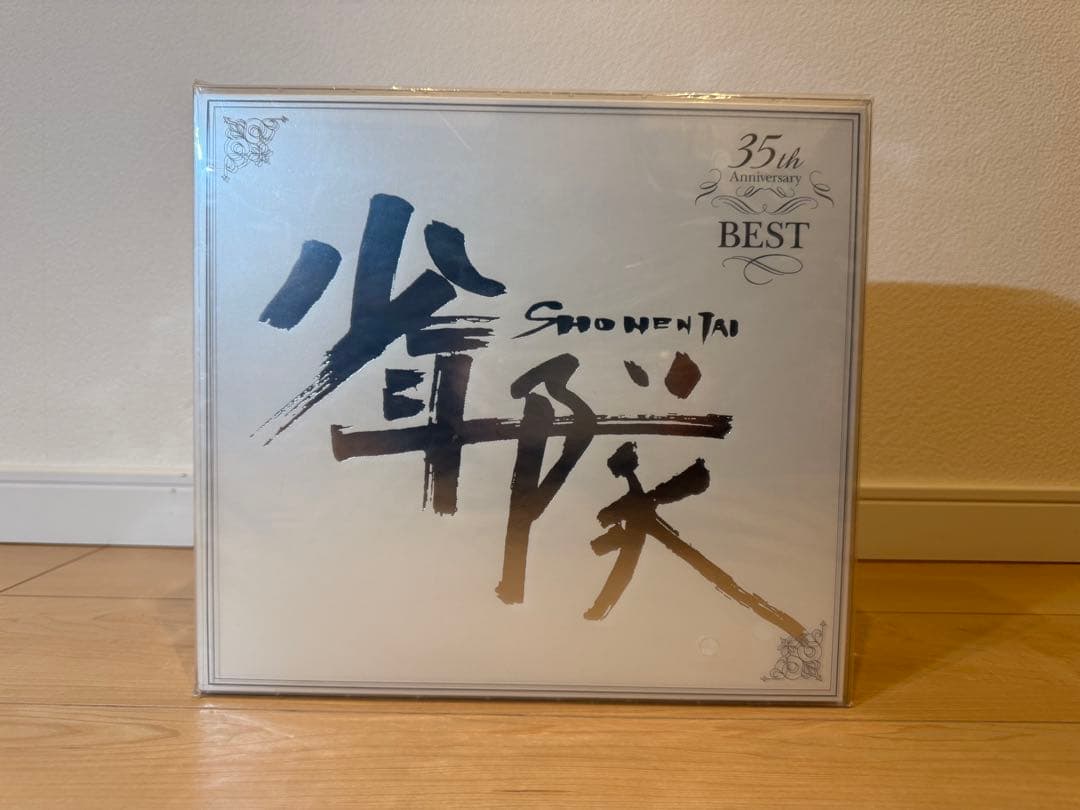 35th
Anniversary
BEST
少年隊
SHONENTAI